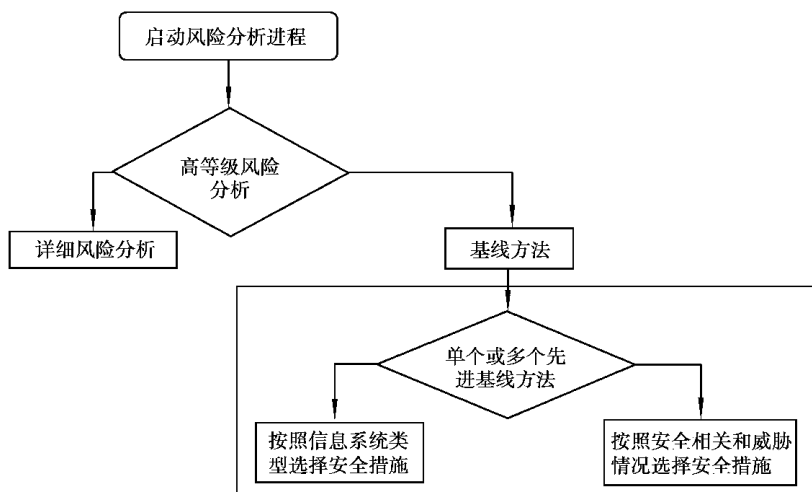 启动风险分析进程
高等级风险
分析
详细风险分析
基线方法
单个或多个先
进基线方法
按照信息系统类
型选择安全措施
按照安全相关和威胁
情况选择安全措施